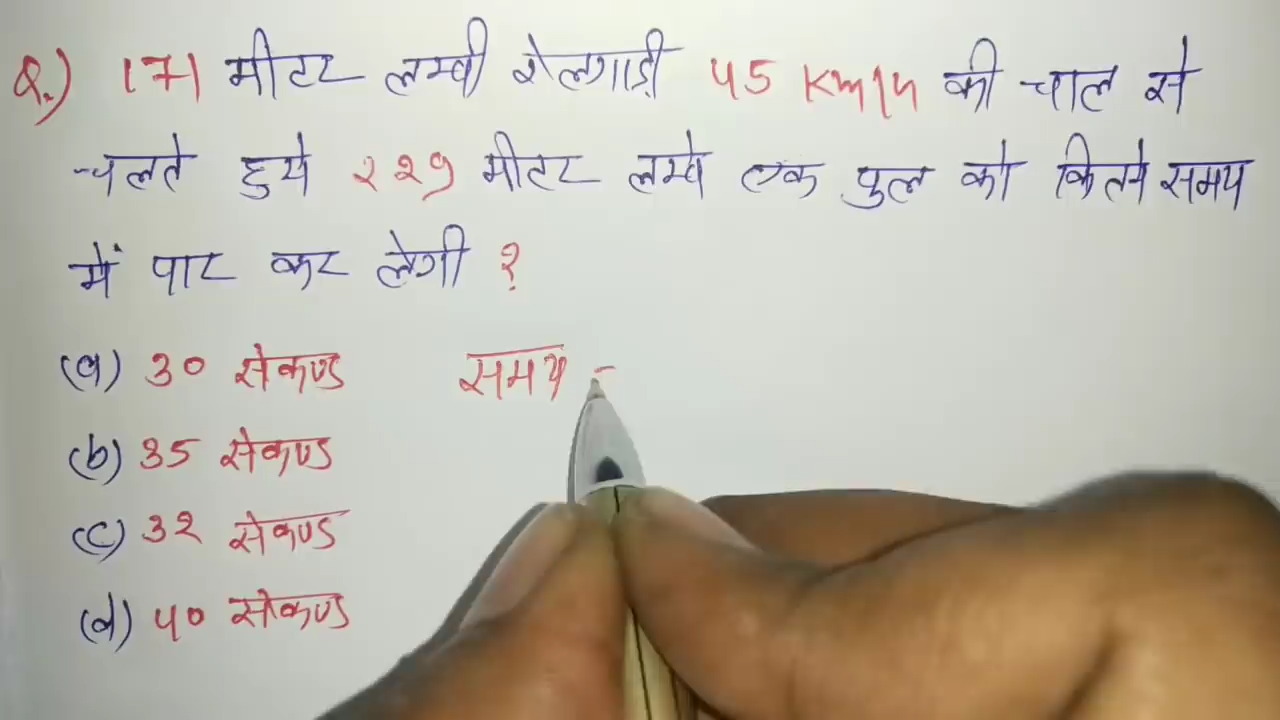 Q.) 171 मीटर लम्बी रेलगाड़ी 45 Km/h की चाल से
चलते हुये 229 मीटर लम्बे एक पुल को कितने समय
में पार कर लेगी ?
(a) 30 सेकण्ड
(b) 35 सेकण्ड
(c) 32 सेकण्ड
(d) 40 सेकण्ड
समय -